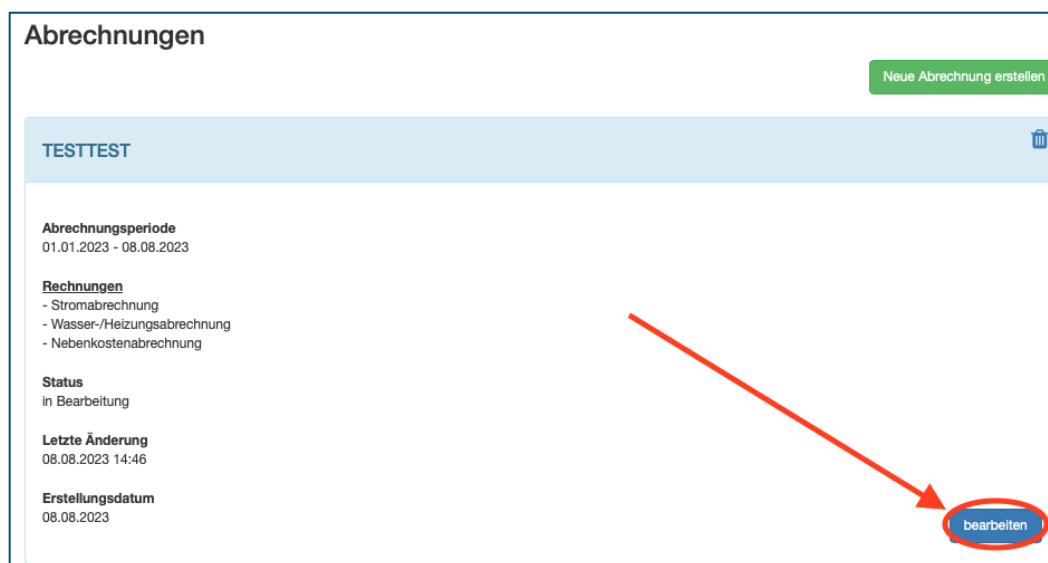 Abrechnungen
Neue Abrechnung erstellen
TESTTEST
Abrechnungsperiode
01.01.2023 - 08.08.2023
Rechnungen
- Stromabrechnung
- Wasser-/Heizungsabrechnung
- Nebenkostenabrechnung
Status
in Bearbeitung
Letzte Änderung
08.08.2023 14:46
Erstellungsdatum
08.08.2023
bearbeiten